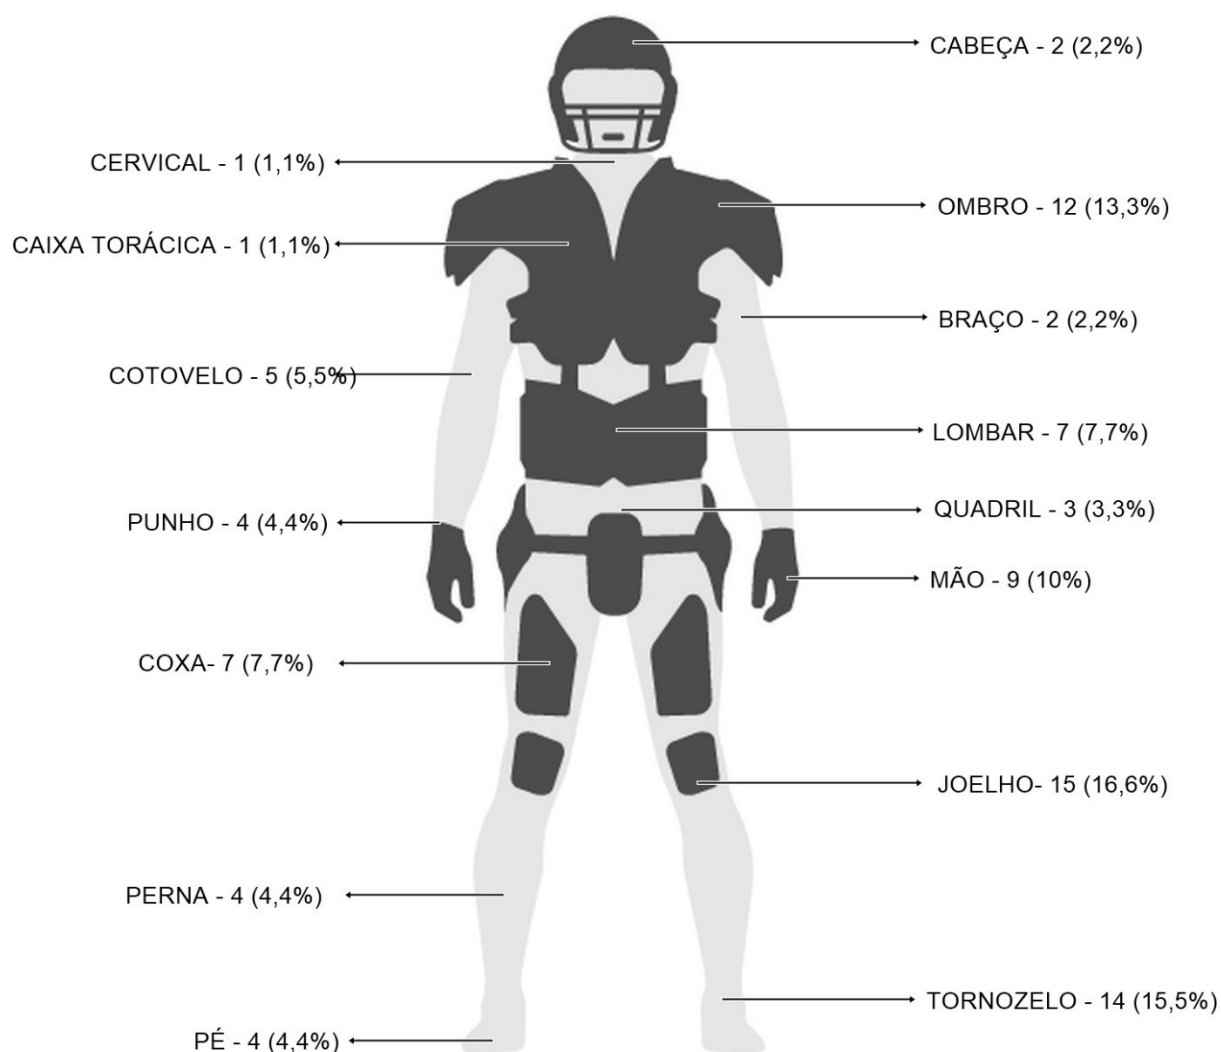 CABEÇA - 2 (2,2%)
CERVICAL - 1 (1,1%)
OMBRO - 12 (13,3%)
CAIXA TORÁCICA - 1 (1,1%)
BRAÇO - 2 (2,2%)
COTOVELO - 5 (5,5%)
LOMBAR - 7 (7,7%)
QUADRIL - 3 (3,3%)
PUNHO - 4 (4,4%)
MÃO - 9 (10%)
COXA- 7 (7,7%)
JOELHO- 15 (16,6%)
PERNA - 4 (4,4%)
TORNOZELO - 14 (15,5%)
PÉ - 4 (4,4%)